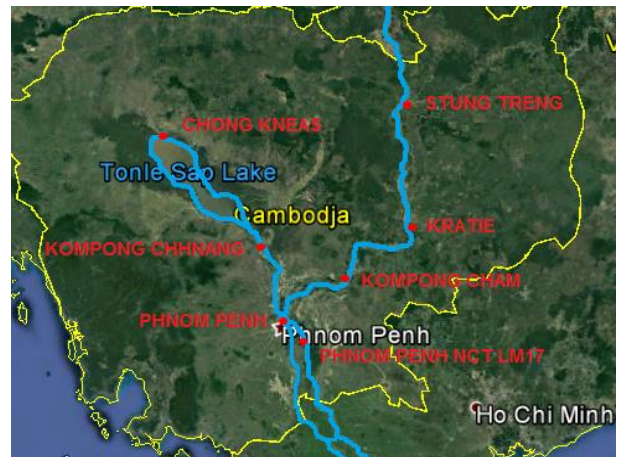 V
STUNG TRENG
CHONG KNEAS
Tonle Sap Lake
Cambodja
KRATIE
KOMPONG CHHNANG
KOMPONG CHAM
PHNOM PENH
Phnom Penh
PHNOM PENH NCT LM17
Ho Chi Minh